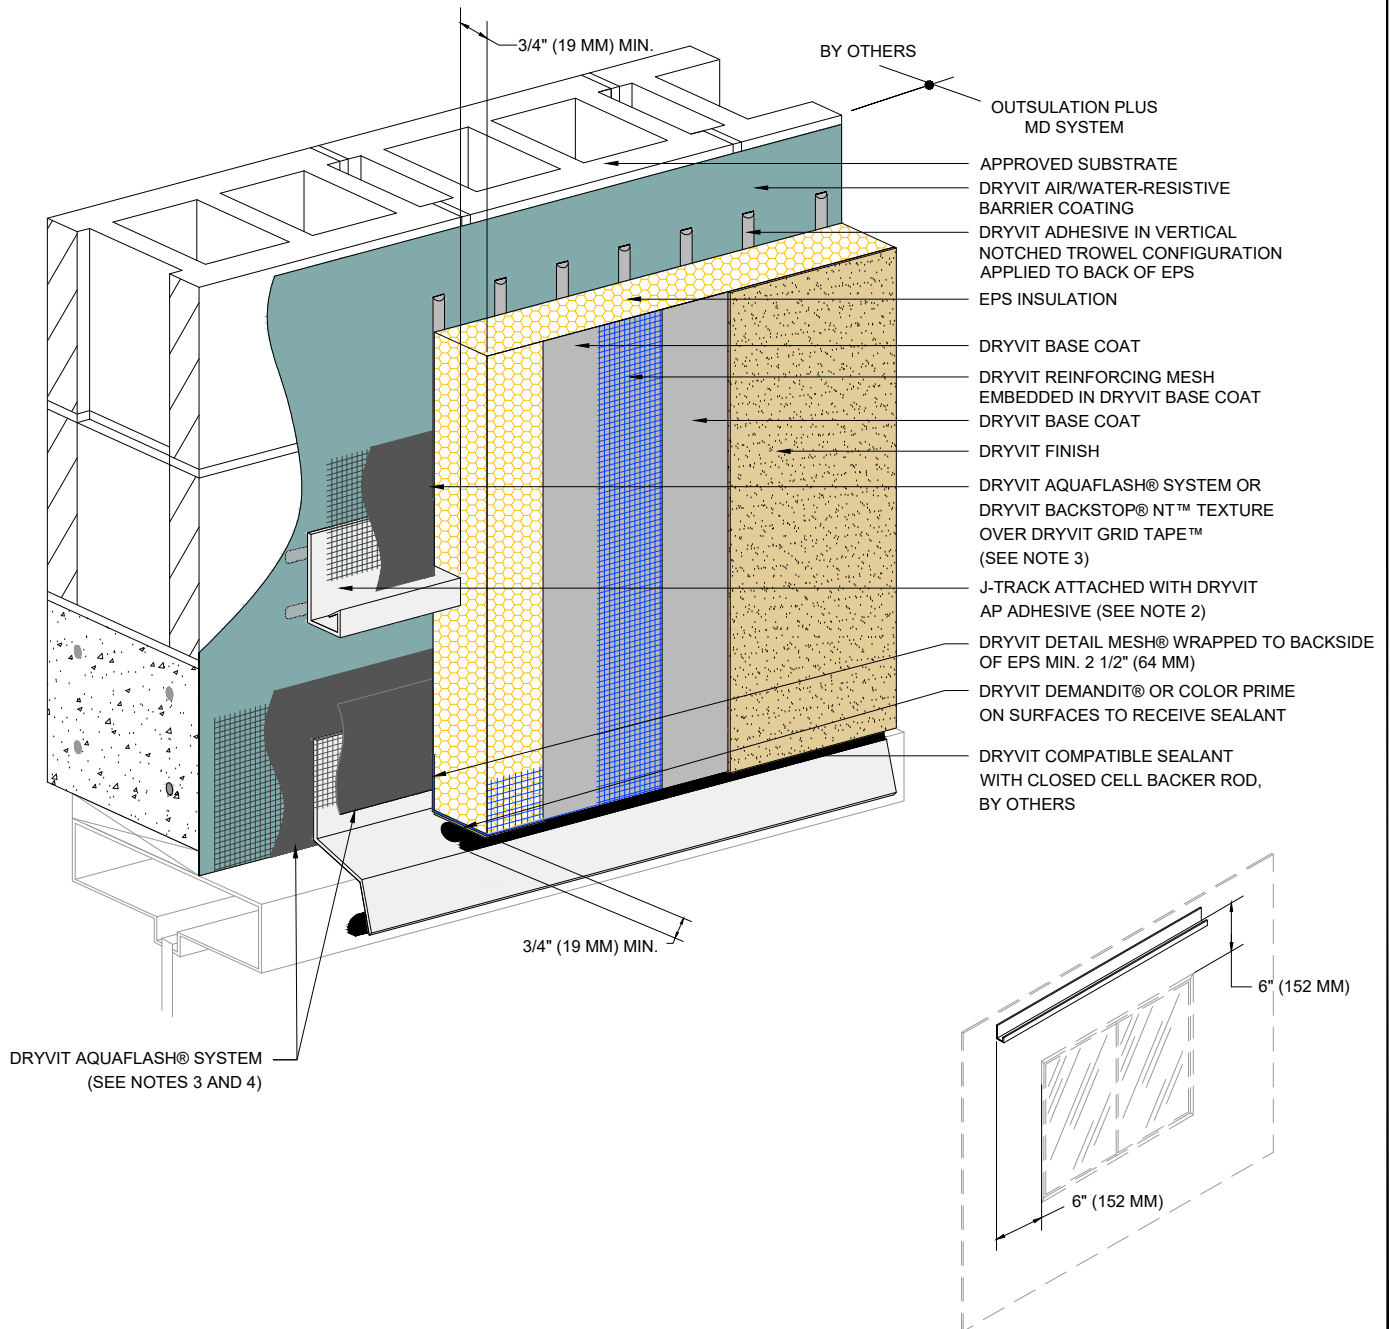 3/4" (19 MM) MIN.
BY OTHERS
OUTSULATION PLUS
MD SYSTEM
APPROVED SUBSTRATE
DRYVIT AIR/WATER-RESISTIVE
BARRIER COATING
DRYVIT ADHESIVE IN VERTICAL
NOTCHED TROWEL CONFIGURATION
APPLIED TO BACK OF EPS
EPS INSULATION
DRYVIT BASE COAT
DRYVIT REINFORCING MESH
EMBEDDED IN DRYVIT BASE COAT
DRYVIT BASE COAT
DRYVIT FINISH
DRYVIT AQUAFLASH® SYSTEM OR
DRYVIT BACKSTOP® NT™ TEXTURE
OVER DRYVIT GRID TAPE™
(SEE NOTE 3)
J-TRACK ATTACHED WITH DRYVIT
AP ADHESIVE (SEE NOTE 2)
DRYVIT DETAIL MESH® WRAPPED TO BACKSIDE
OF EPS MIN. 2 1/2" (64 MM)
DRYVIT DEMANDIT® OR COLOR PRIME
ON SURFACES TO RECEIVE SEALANT
DRYVIT COMPATIBLE SEALANT
WITH CLOSED CELL BACKER ROD,
BY OTHERS
3/4" (19 MM) MIN.
6" (152 MM)
DRYVIT AQUAFLASH® SYSTEM
(SEE NOTES 3 AND 4)
6" (152 MM)